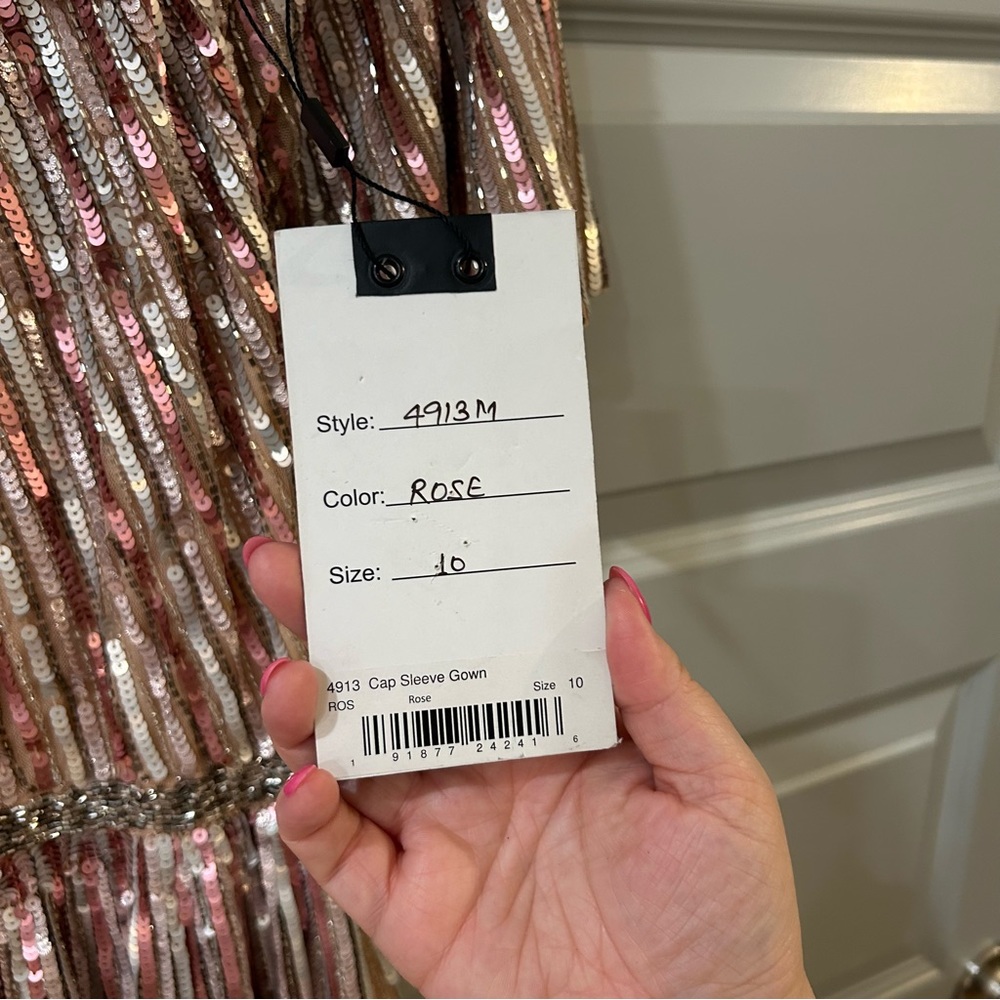 Style: 4913M
Color: ROSE
Size: 10
4913 Cap Sleeve Gown Size 10
ROS Rose
1 91877 24241 6